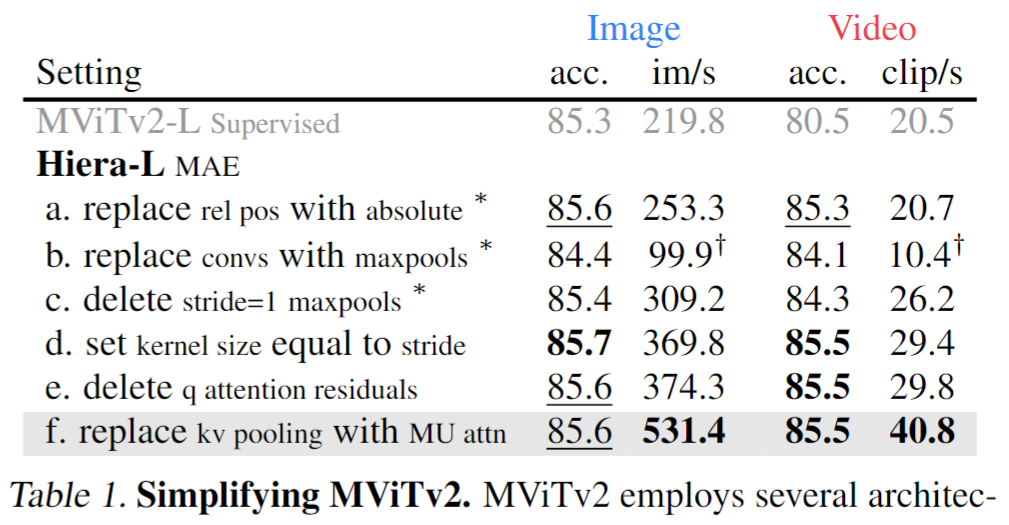 Image Video
Setting acc. im/s acc. clip/s
MViTv2-L Supervised 85.3 219.8 80.5 20.5
Hiera-L MAE
a. replace rel pos with absolute * 85.6 253.3 85.3 20.7
b. replace convs with maxpools * 84.4 99.9† 84.1 10.4†
c. delete stride=1 maxpools * 85.4 309.2 84.3 26.2
d. set kernel size equal to stride 85.7 369.8 85.5 29.4
e. delete q attention residuals 85.6 374.3 85.5 29.8
f. replace kv pooling with MU attn 85.6 531.4 85.5 40.8
Table 1. Simplifying MViTv2. MViTv2 employs several architec-